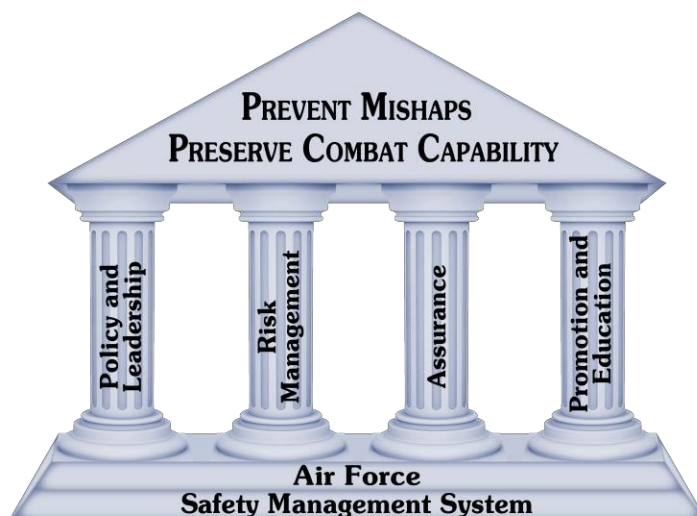 PREVENT MISHAPS
PRESERVE COMBAT CAPABILITY
Policy and
Leadership
Risk
Management
Assurance
Promotion and
Education
Air Force
Safety Management System